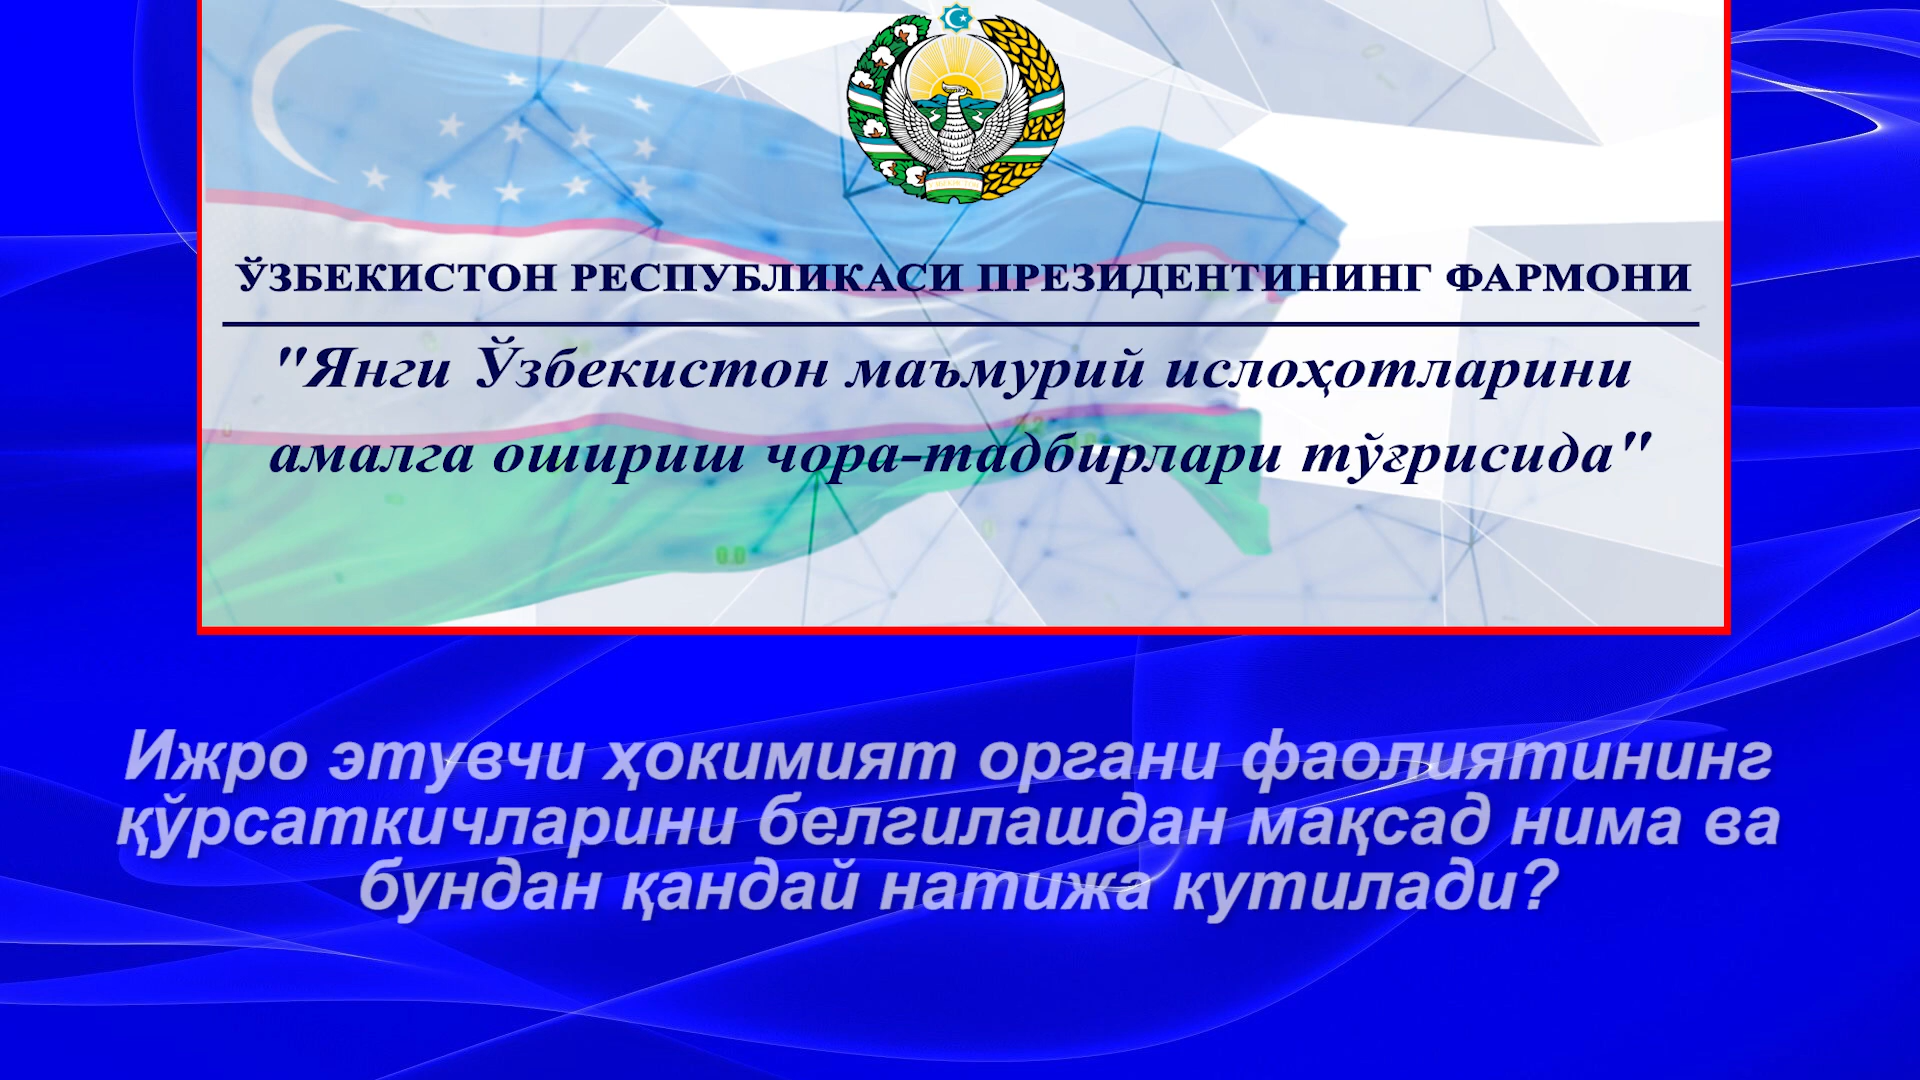 ЎЗБЕКИСТОН РЕСПУБЛИКАСИ ПРЕЗИДЕНТИНИНГ ФАРМОНИ
"Янги Ўзбекистон маъмурий ислоҳотларини
амалга ошириш чора-тадбирлари тўғрисида"
Ижро этувчи ҳокимият органи фаолиятининг
қўрсаткичларини белгилашдан мақсад нима ва
бундан қандай натижа кутилади?